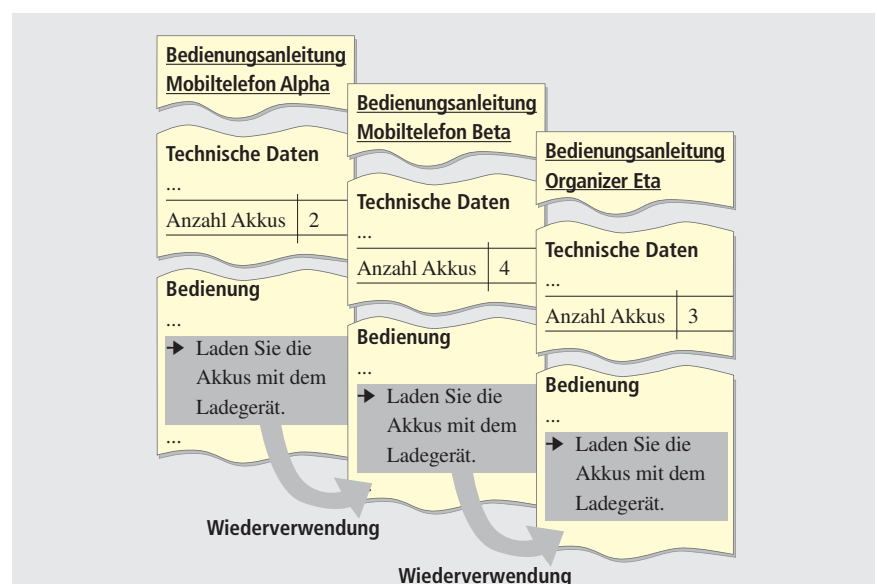 Bedienungsanleitung
Mobiltelefon Alpha
Technische Daten
...
Anzahl Akkus 2
Bedienung
...
➔ Laden Sie die
Akkus mit dem
Ladegerät.
...
Wiederverwendung
Bedienungsanleitung
Mobiltelefon Beta
Technische Daten
...
Anzahl Akkus 4
Bedienung
...
➔ Laden Sie die
Akkus mit dem
Ladegerät.
...
Wiederverwendung
Bedienungsanleitung
Organizer Eta
Technische Daten
...
Anzahl Akkus 3
Bedienung
...
➔ Laden Sie die
Akkus mit dem
Ladegerät.